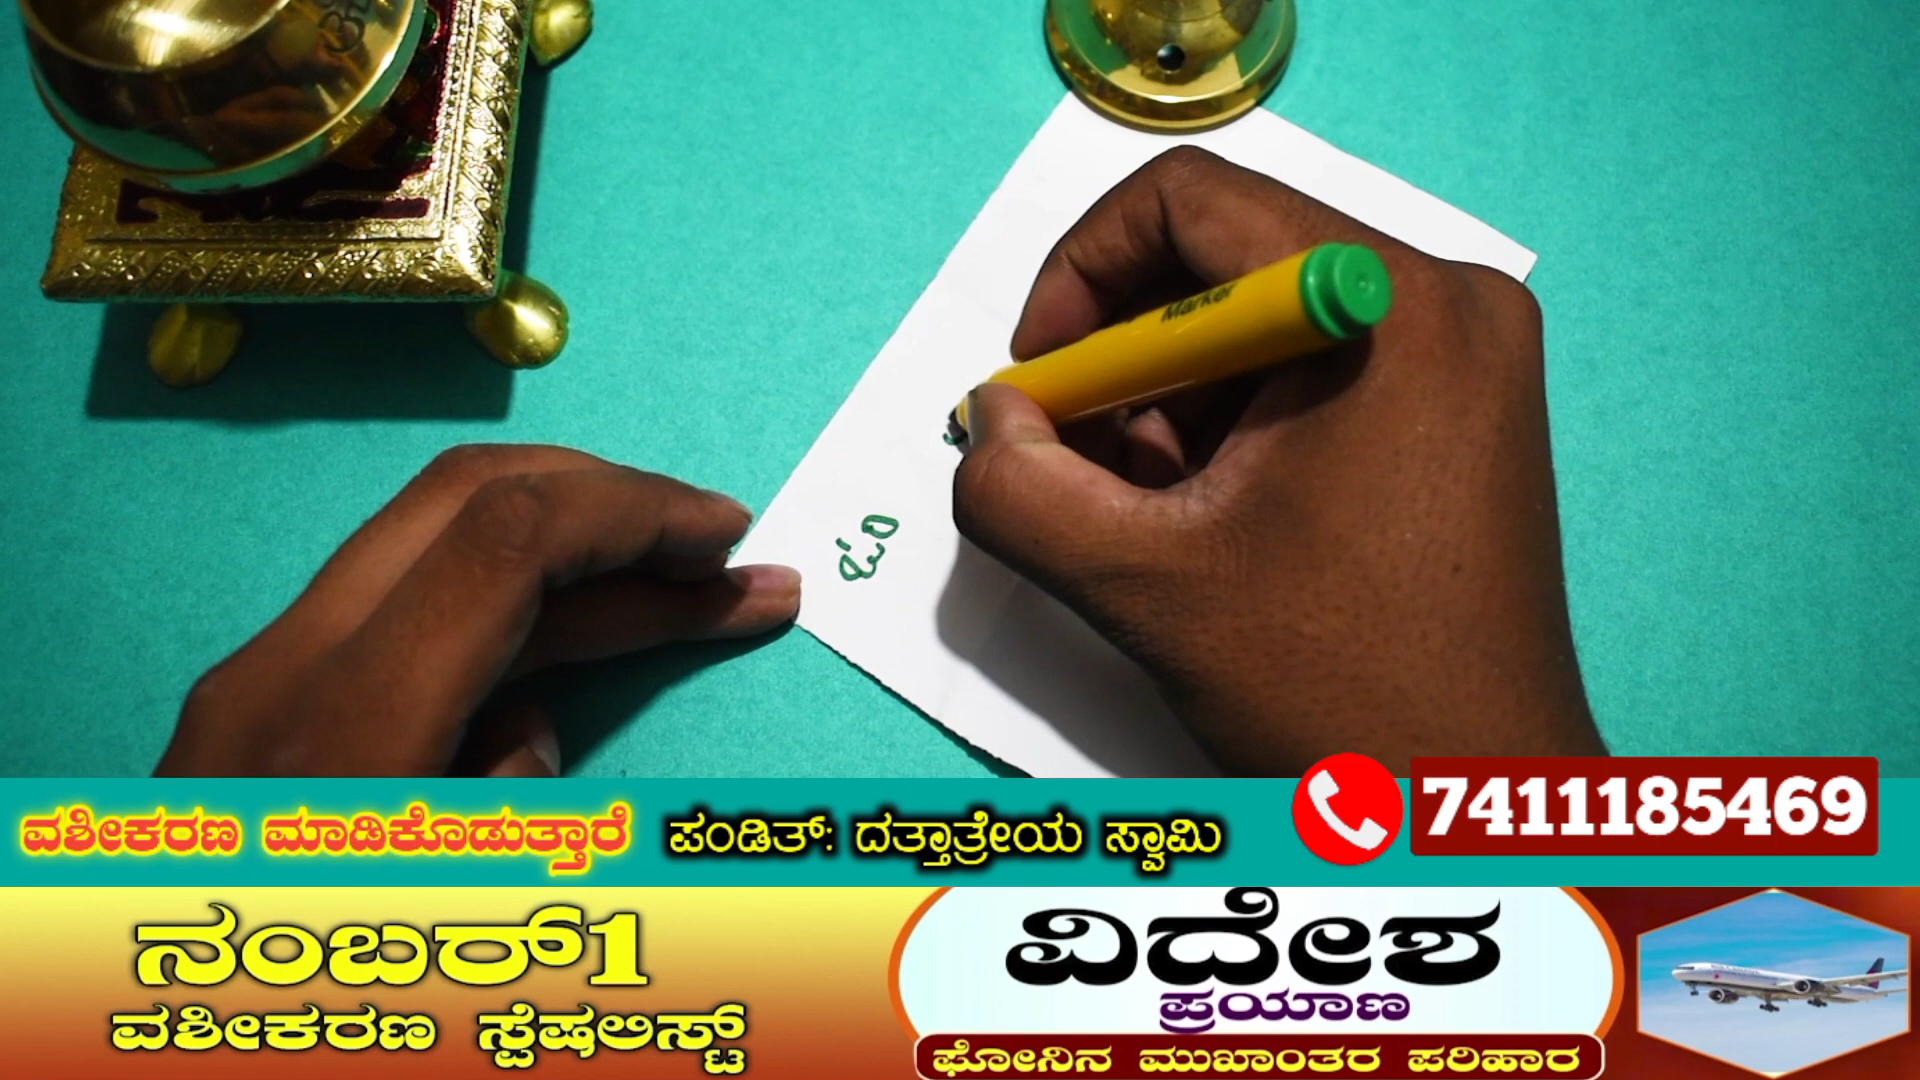 Marker
ಓಂ
ವಶೀಕರಣ ಮಾಡಿಕೊಡುತ್ತಾರೆ ಪಂಡಿತ್: ದತ್ತಾತ್ರೇಯ ಸ್ವಾಮಿ
7411185469
ನಂಬರ್1
ವಶೀಕರಣ ಸ್ಪೆಷಲಿಸ್ಟ್
ವಿದೇಶ
ಪ್ರಯಾಣ
ಫೋನಿನ ಮುಖಾಂತರ ಪರಿಹಾರ